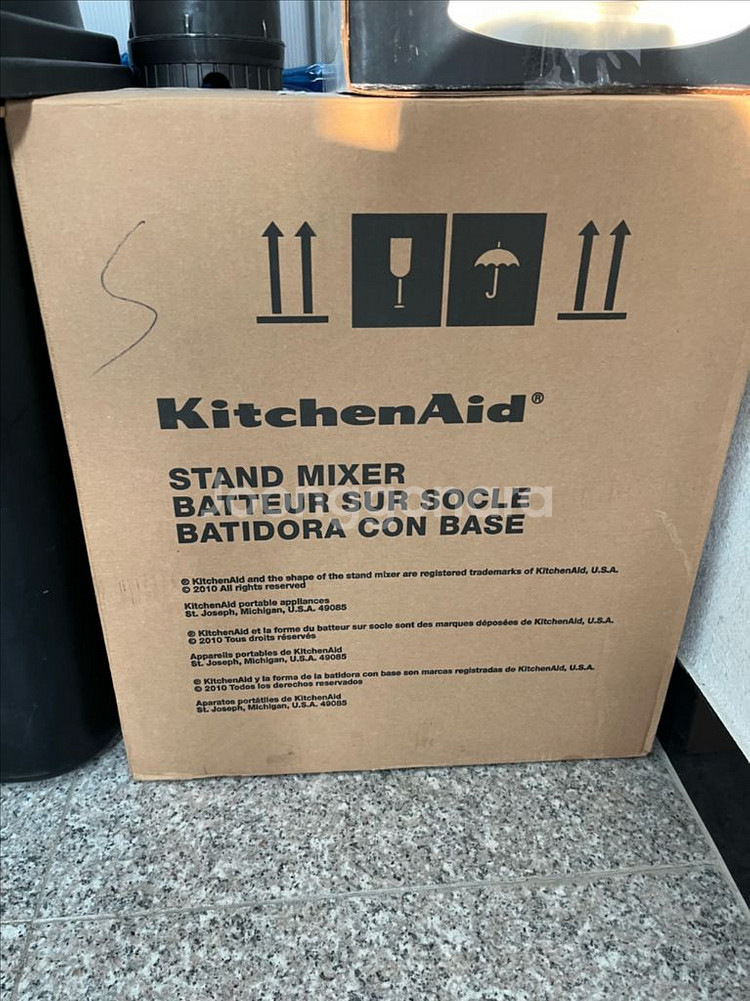 S
KitchenAid®
STAND MIXER
BATTEUR SUR SOCLE
BATIDORA CON BASE
® KitchenAid and the shape of the stand mixer are registered trademarks of KitchenAid, U.S.A.
© 2010 All rights reserved
KitchenAid portable appliances
St. Joseph, Michigan, U.S.A. 49085
® KitchenAid et la forme du batteur sur socle sont des marques déposées de KitchenAid, U.S.A.
© 2010 Tous droits réservés
Appareils portables de KitchenAid
St. Joseph, Michigan, U.S.A. 49085
® KitchenAid y la forma de la batidora con base son marcas registradas de KitchenAid, U.S.A.
© 2010 Todos los derechos reservados
Aparatos portátiles de KitchenAid
St. Joseph, Michigan, U.S.A. 49085